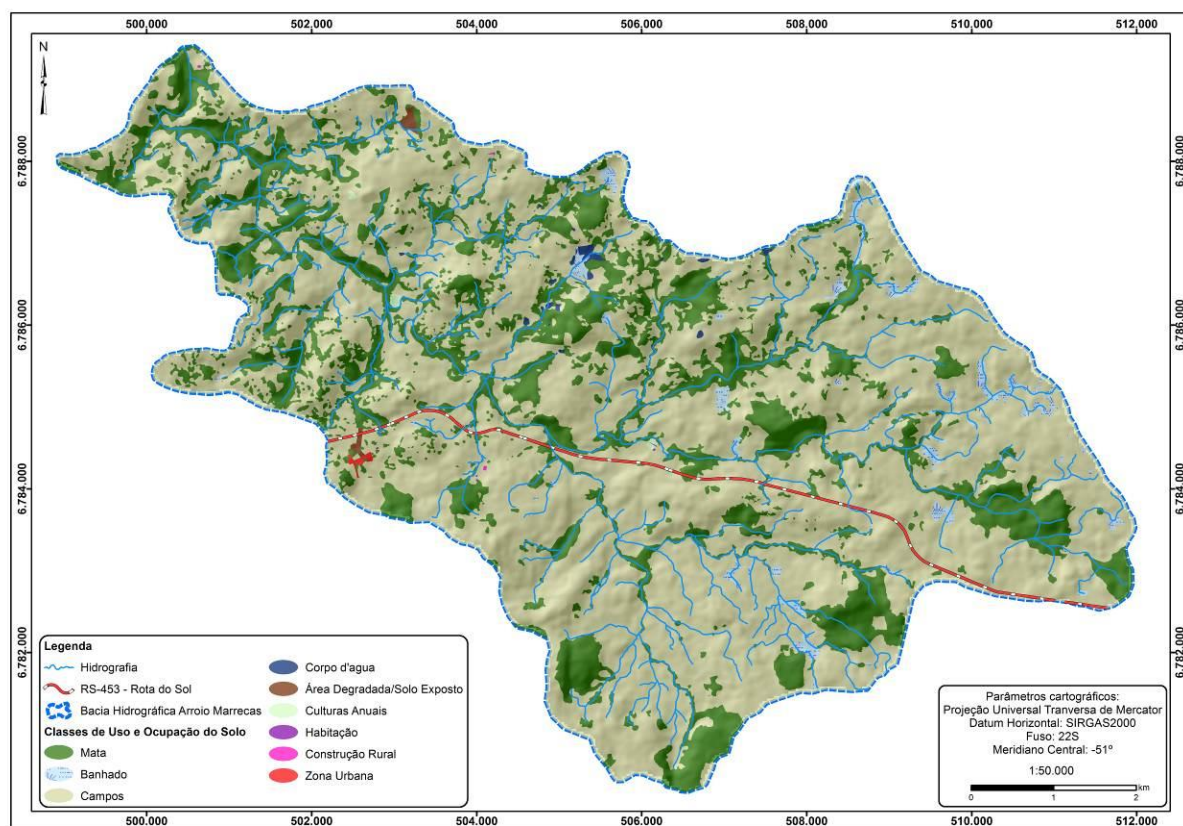 500.000 502.000 504.000 506.000 508.000 510.000 512.000
N
6.788.000 6.788.000
6.786.000 6.786.000
6.784.000 6.784.000
6.782.000 6.782.000
Legenda
Hidrografia
RS-453 - Rota do Sol
Bacia Hidrográfica Arroio Marrecas
Classes de Uso e Ocupação do Solo
Mata
Banhado
Campos
Corpo d'agua
Área Degradada/Solo Exposto
Culturas Anuais
Habitação
Construção Rural
Zona Urbana
Parâmetros cartográficos:
Projeção Universal Tranversa de Mercator
Datum Horizontal: SIRGAS2000
Fuso: 22S
Meridiano Central: -51º
1:50.000
km
0 1 2
500.000 502.000 504.000 506.000 508.000 510.000 512.000